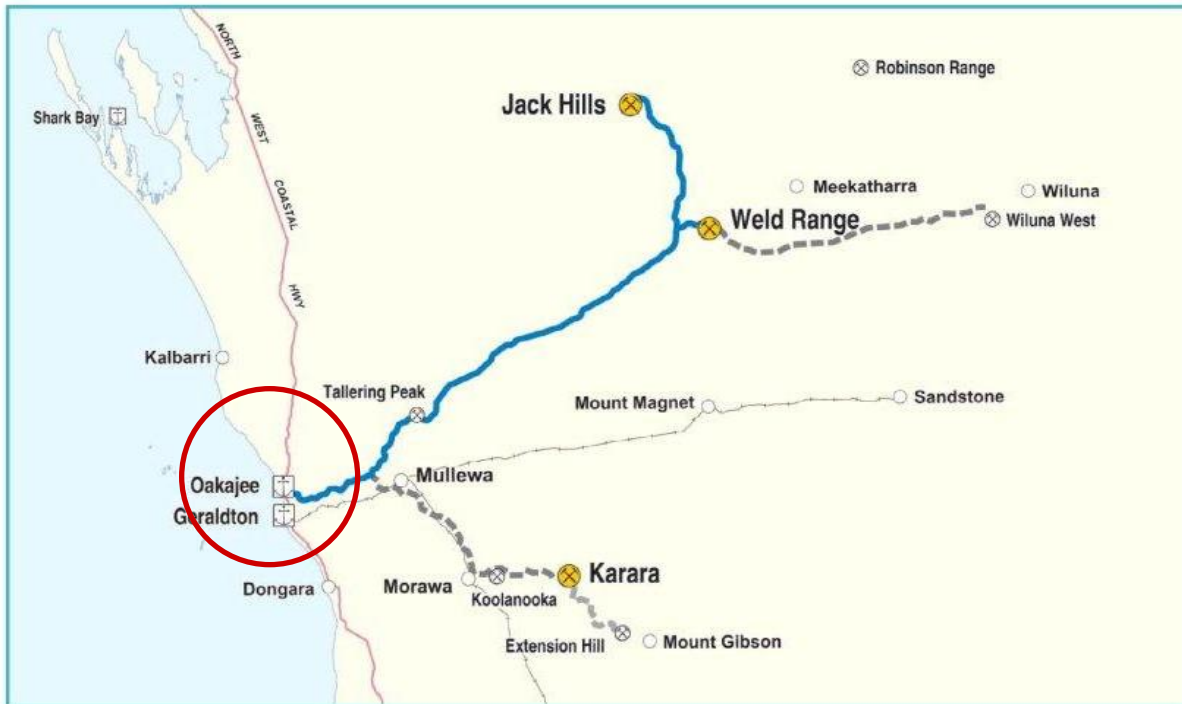 NORTH
WEST
COASTAL
HWY
Robinson Range
Jack Hills
Shark Bay
Meekatharra
Wiluna
Weld Range
Wiluna West
Kalbarri
Tallering Peak
Mount Magnet
Sandstone
Oakajee
Mullewa
Geraldton
Dongara
Morawa
Koolanooka
Karara
Extension Hill
Mount Gibson